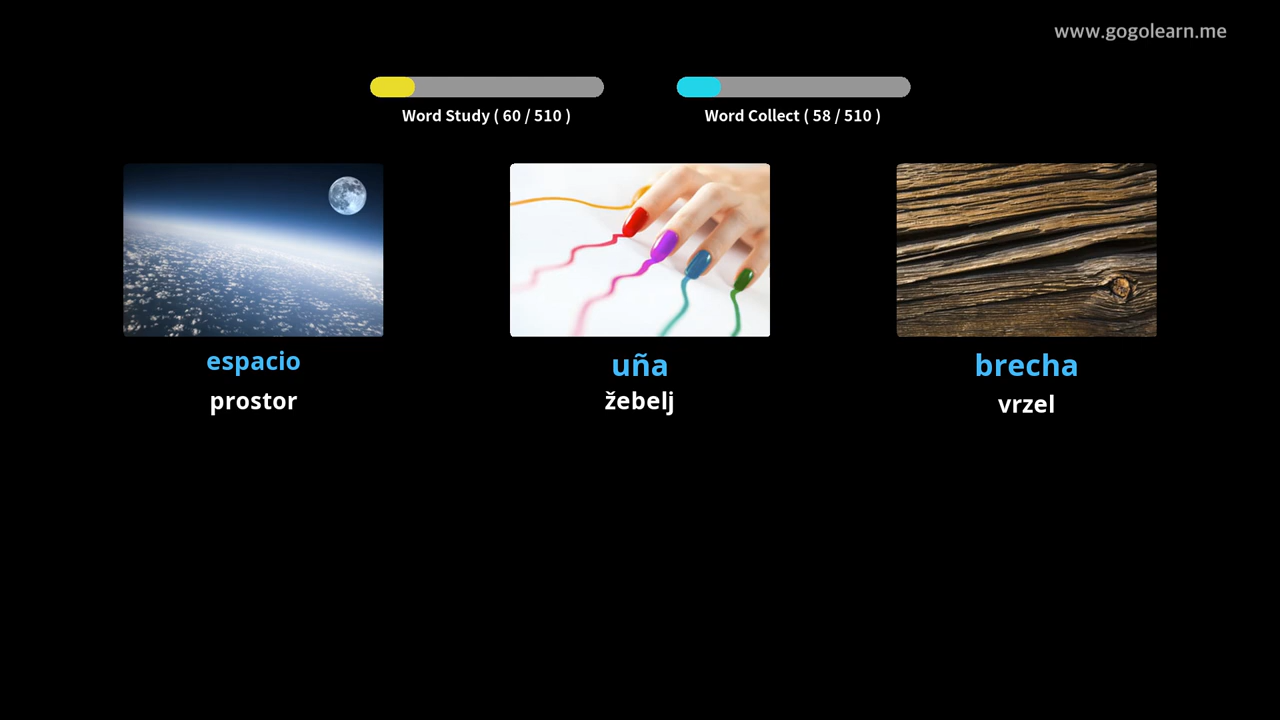 www.gogolearn.me
Word Study ( 60 / 510 )
Word Collect ( 58 / 510 )
espacio
prostor
uña
žebelj
brecha
vrzel